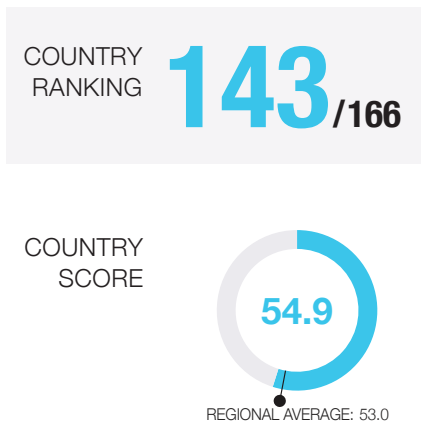 COUNTRY
RANKING
143/166
COUNTRY
SCORE
54.9
REGIONAL AVERAGE: 53.0